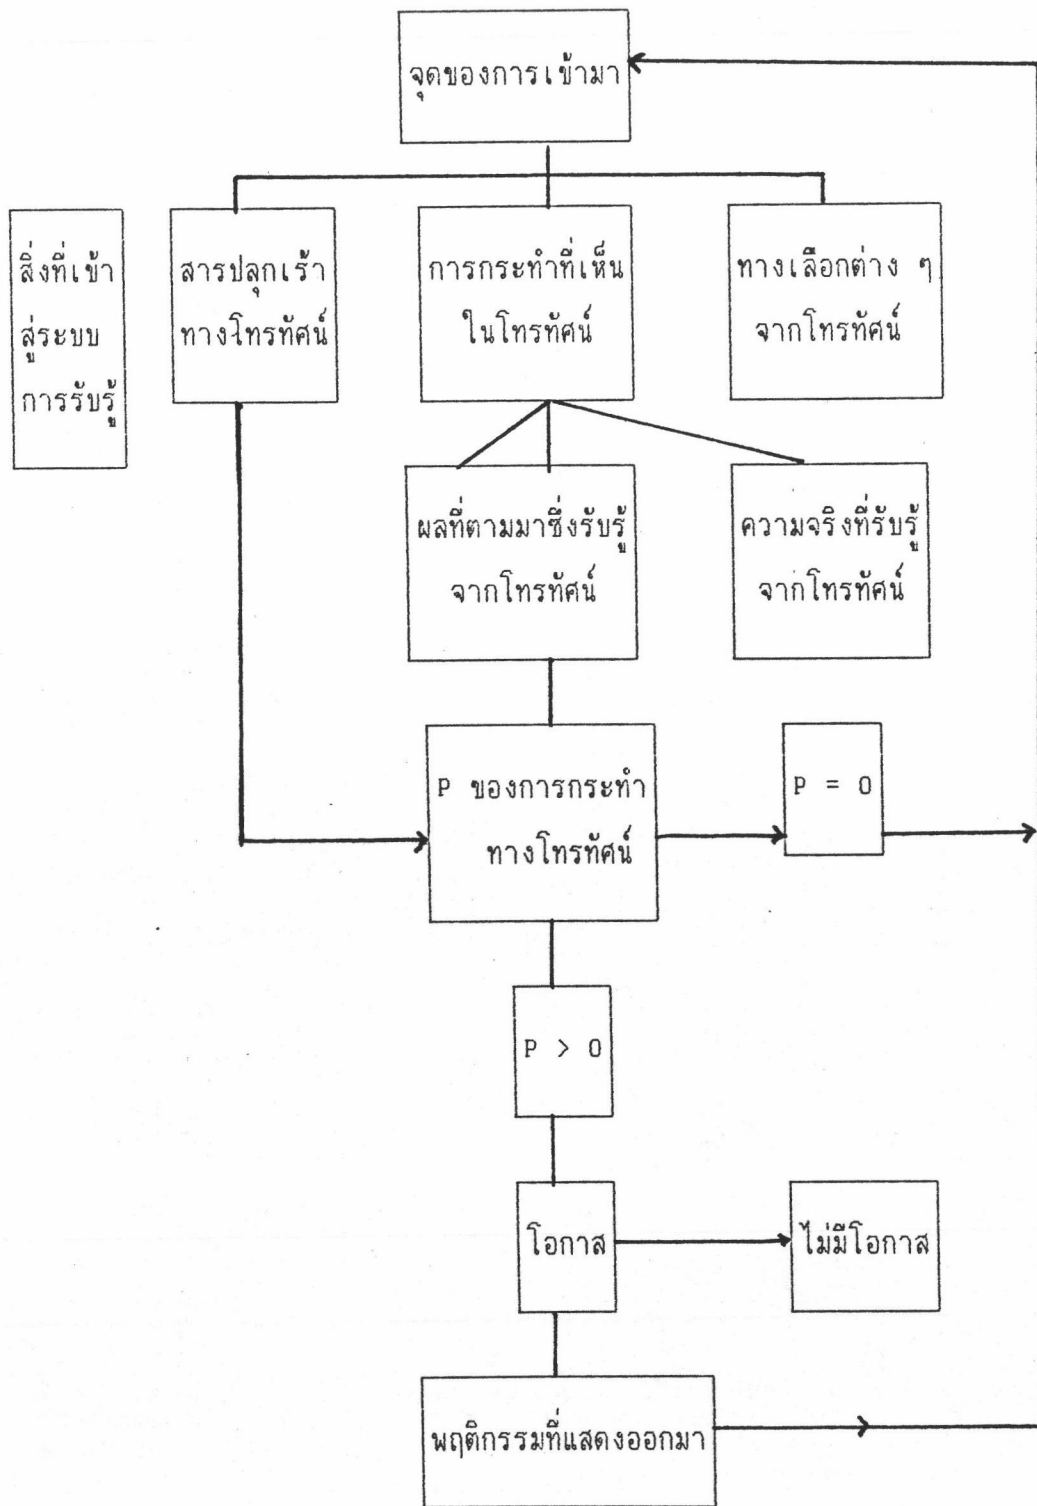 จุดของการเข้ามา
สิ่งที่เข้า
สู่ระบบ
การรับรู้
สารปลุกเร้า
ทางโทรทัศน์
การกระทำที่เห็น
ในโทรทัศน์
ทางเลือกต่าง ๆ
จากโทรทัศน์
ผลที่ตามมาซึ่งรับรู้
จากโทรทัศน์
ความจริงที่รับรู้
จากโทรทัศน์
P ของการกระทำ
ทางโทรทัศน์
P = 0
P > 0
โอกาส
ไม่มีโอกาส
พฤติกรรมที่แสดงออกมา